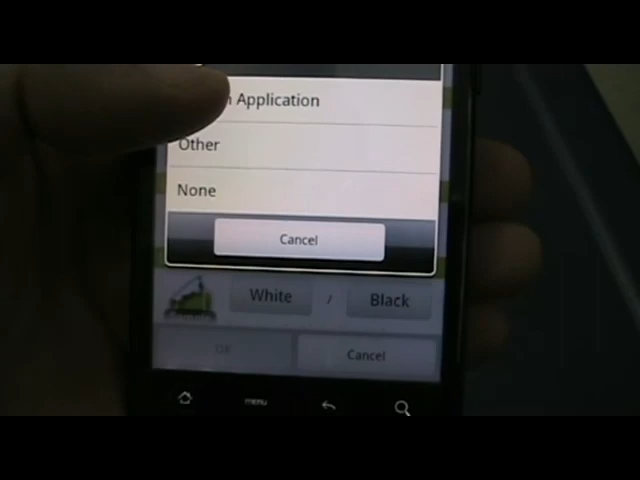 Application
Other
None
Cancel
White / Black
OK Cancel
menu